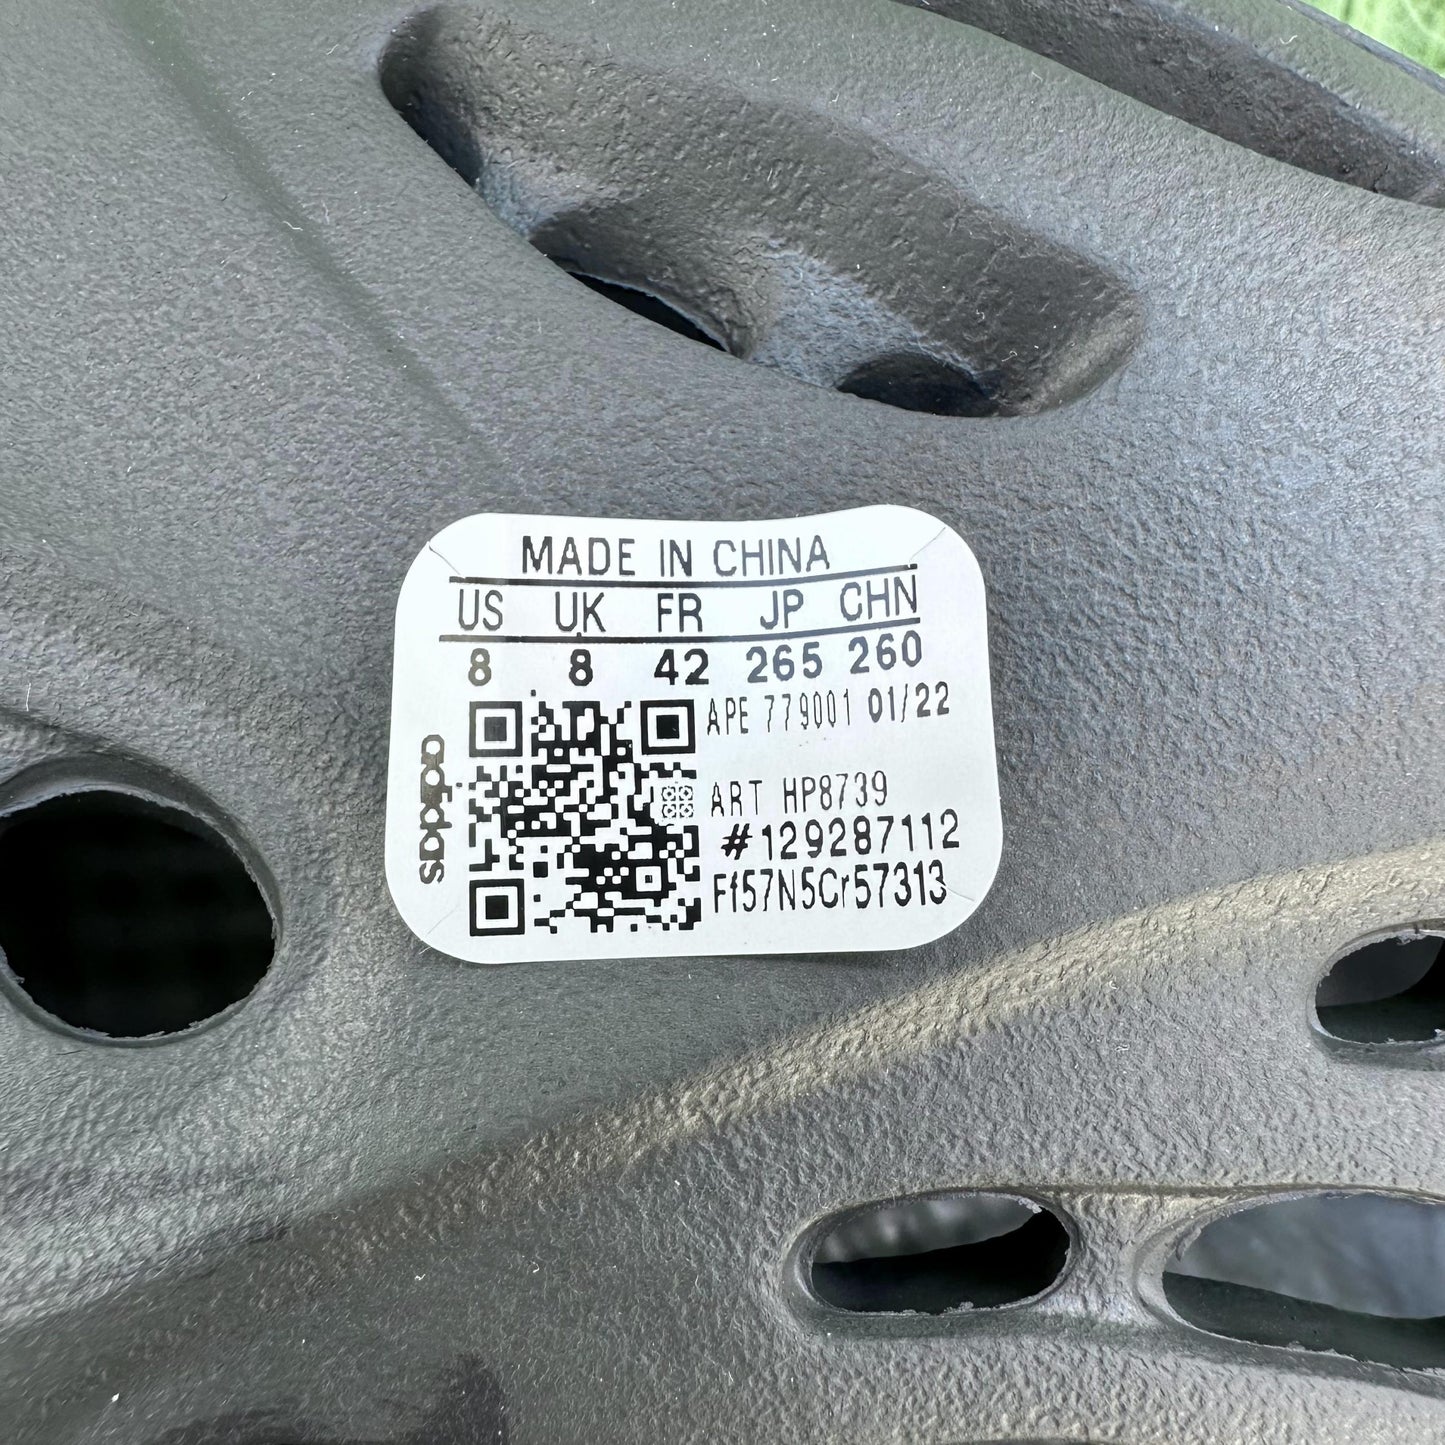 MADE IN CHINA
US UK FR JP CHN
8 8 42 265 260
APE 779001 01/22
ART HP8739
#129287112
Ff57N5Cr57313
adidas